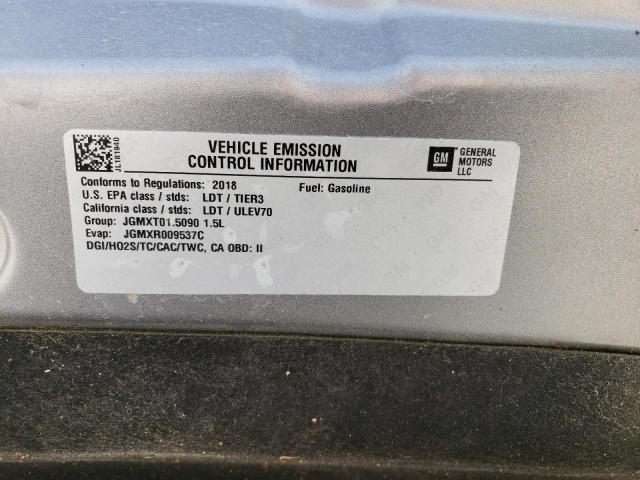 JL181940
VEHICLE EMISSION
CONTROL INFORMATION
GM
GENERAL
MOTORS
LLC
Conforms to Regulations: 2018 Fuel: Gasoline
U.S. EPA class / stds: LDT / TIER3
California class / stds: LDT / ULEV70
Group: JGMXT01.5090 1.5L
Evap: JGMXR009537C
DGI/HO2S/TC/CAC/TWC, CA OBD: II